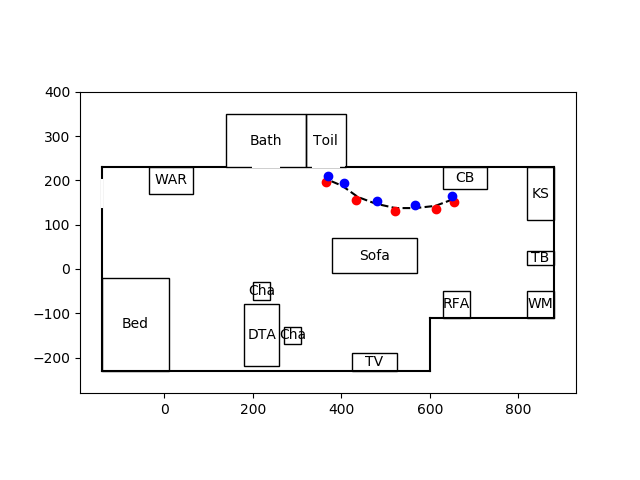 400
300
200
100
0
−100
−200
0
200
400
600
800
Bath
Toil
WAR
CB
KS
Sofa
TB
Cha
Bed
DTA
Cha
RFA
WM
TV